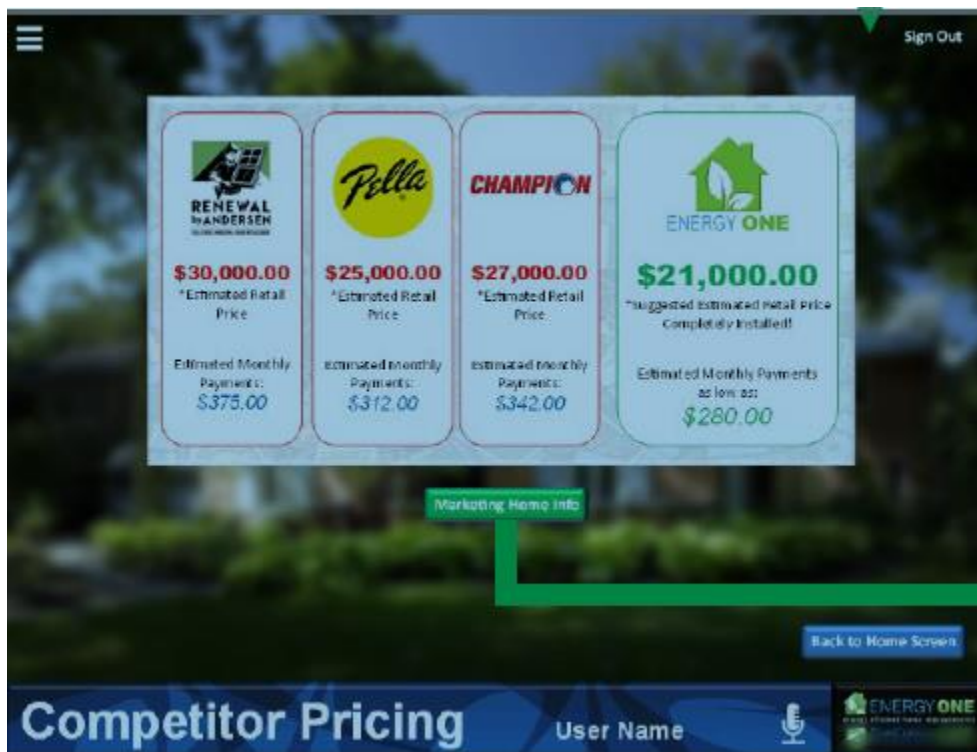 Sign Out
RENEWAL
by ANDERSEN
$30,000.00
*Estimated Retail
Price
Estimated Monthly
Payments:
$375.00
Pella
$25,000.00
*Estimated Retail
Price
Estimated Monthly
Payments:
$312.00
CHAMPION
$27,000.00
*Estimated Retail
Price
Estimated Monthly
Payments:
$342.00
ENERGY ONE
$21,000.00
*Suggested Estimated Retail Price
Completely Installed!
Estimated Monthly Payments
as low as:
$280.00
Marketing Home Info
Back to Home Screen
Competitor Pricing
User Name
ENERGY ONE